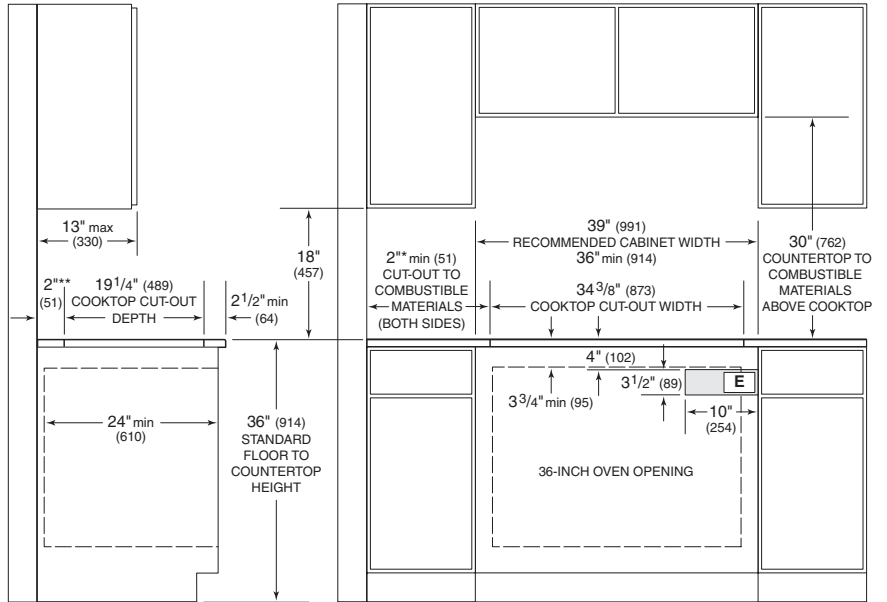 13" max
(330)
18"
(457)
2"**
(51)
19 1/4" (489)
COOKTOP CUT-OUT
DEPTH
2 1/2" min
(64)
24" min
(610)
36" (914)
STANDARD
FLOOR TO
COUNTERTOP
HEIGHT
39" (991)
RECOMMENDED CABINET WIDTH
36" min (914)
2"* min (51)
CUT-OUT TO
COMBUSTIBLE
MATERIALS
(BOTH SIDES)
34 3/8" (873)
COOKTOP CUT-OUT WIDTH
30" (762)
COUNTERTOP TO
COMBUSTIBLE
MATERIALS
ABOVE COOKTOP
4" (102)
3 1/2" (89)
E
3 3/4" min (95)
10"
(254)
36-INCH OVEN OPENING